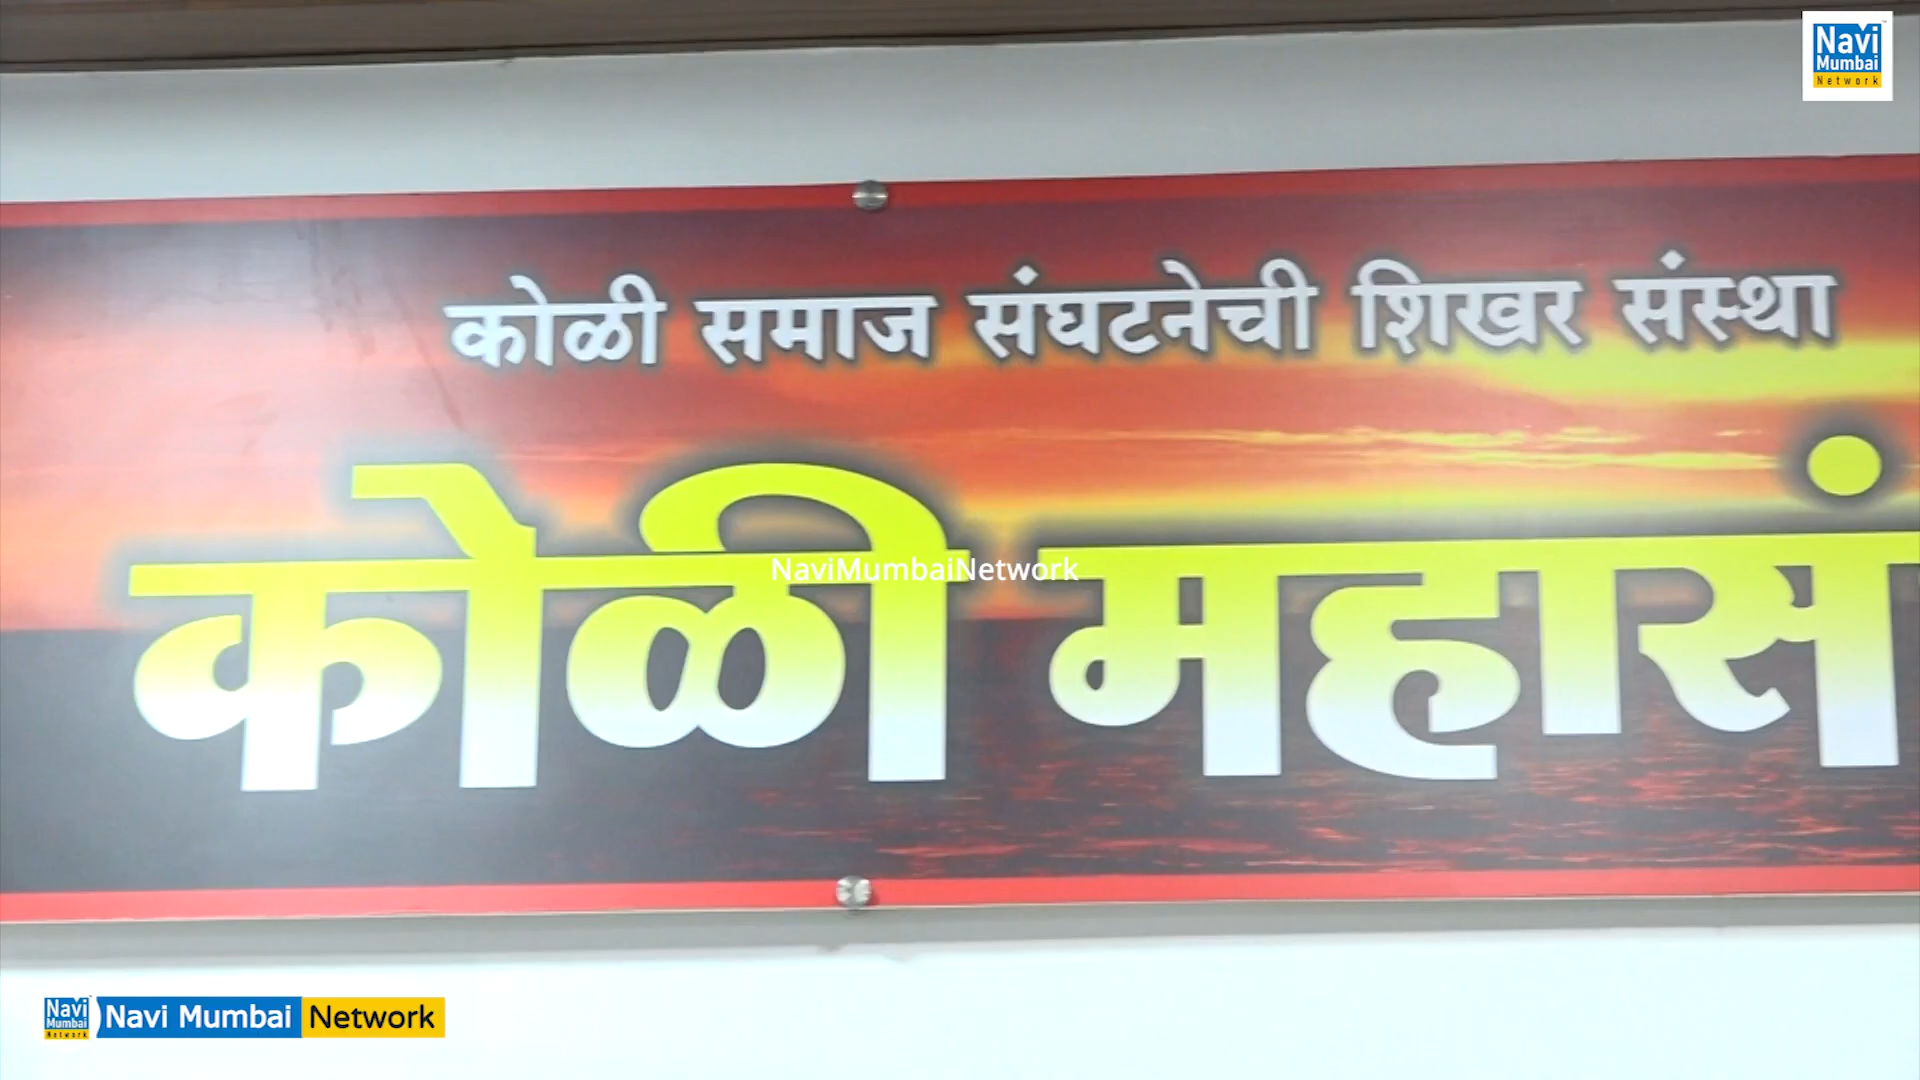 Navi
Mumbai
Network
कोळी समाज संघटनेची शिखर संस्था
कोळी महासं
NaviMumbaiNetwork
Navi
Mumbai
Network
Navi Mumbai Network